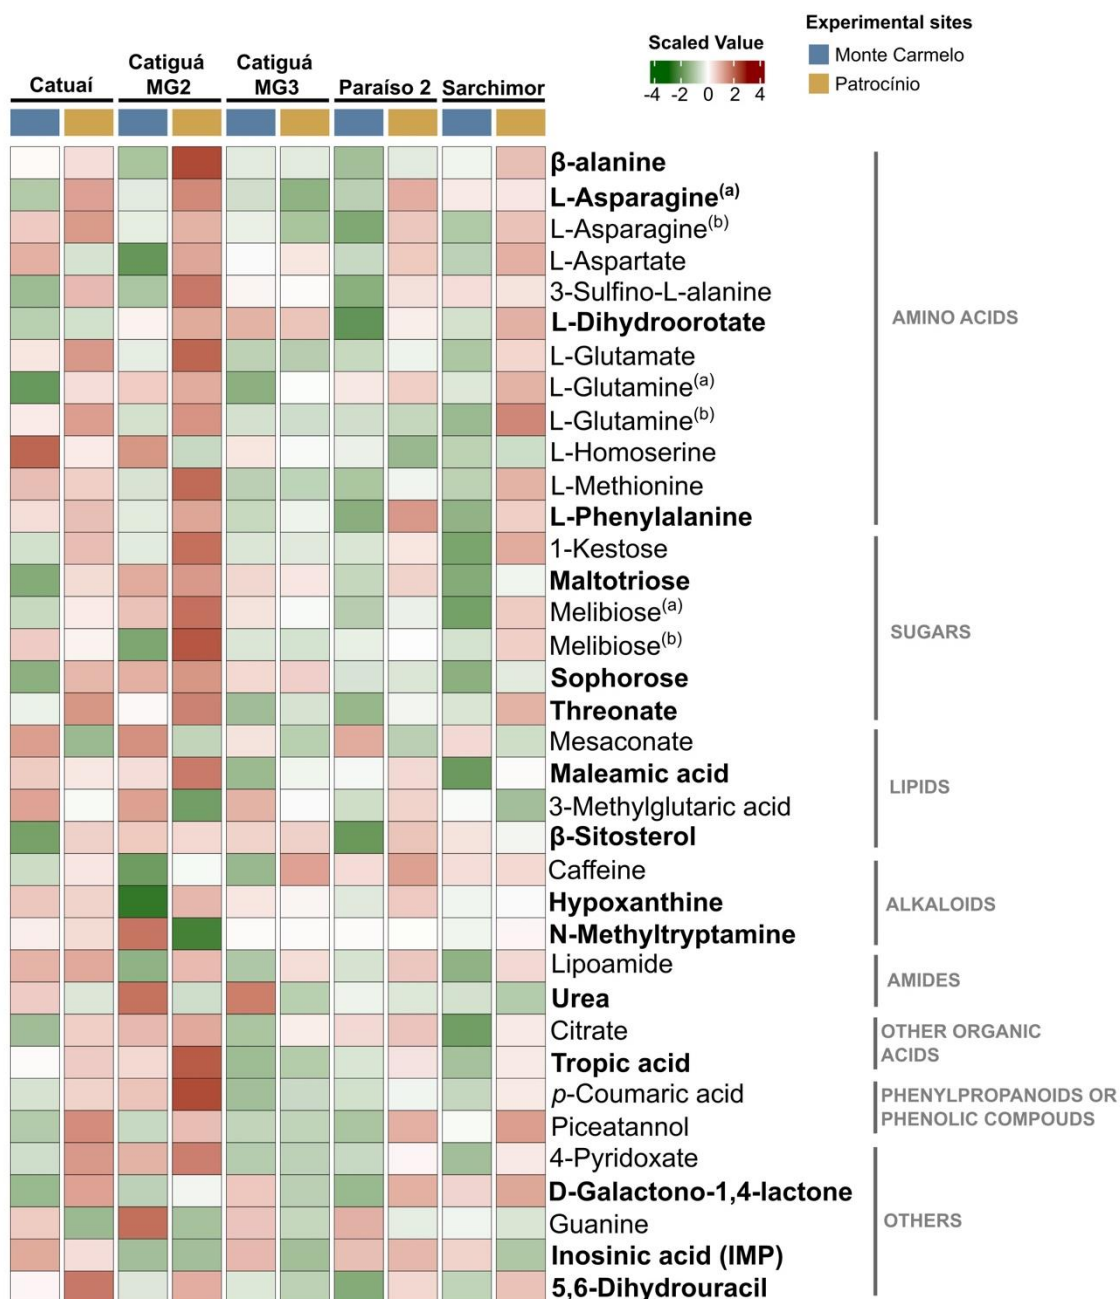 Experimental sites
Scaled Value
-4 -2 0 2 4
Monte Carmelo
Patrocínio
Catuaí
Catiguá
MG2
Catiguá
MG3
Paraíso 2
Sarchimor
β-alanine
L-Asparagine(a)
L-Asparagine(b)
L-Aspartate
3-Sulfino-L-alanine
L-Dihydroorotate
L-Glutamate
L-Glutamine(a)
L-Glutamine(b)
L-Homoserine
L-Methionine
L-Phenylalanine
AMINO ACIDS
1-Kestose
Maltotriose
Melibiose(a)
Melibiose(b)
Sophorose
Threonate
SUGARS
Mesaconate
Maleamic acid
3-Methylglutaric acid
β-Sitosterol
LIPIDS
Caffeine
Hypoxanthine
N-Methyltryptamine
ALKALOIDS
Lipoamide
Urea
AMIDES
Citrate
Tropic acid
OTHER ORGANIC
ACIDS
p-Coumaric acid
Piceatannol
PHENYLPROPANOIDS OR
PHENOLIC COMPOUDS
4-Pyridoxate
D-Galactono-1,4-lactone
Guanine
Inosinic acid (IMP)
5,6-Dihydrouracil
OTHERS